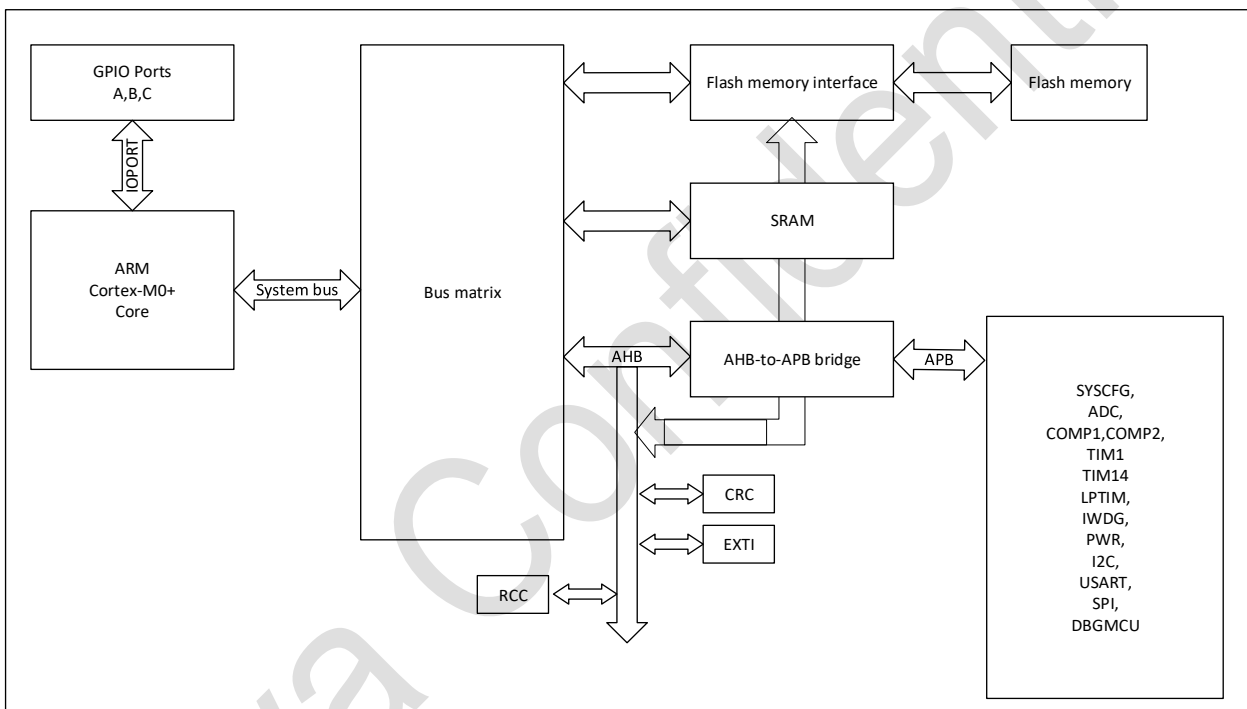 GPIO Ports
A,B,C
IOPORT
ARM
Cortex-M0+
Core
System bus
Bus matrix
Flash memory interface
Flash memory
SRAM
AHB
AHB-to-APB bridge
APB
SYSCFG,
ADC,
COMP1,COMP2,
TIM1
TIM14
LPTIM,
IWDG,
PWR,
I2C,
USART,
SPI,
DBGMCU
CRC
EXTI
RCC